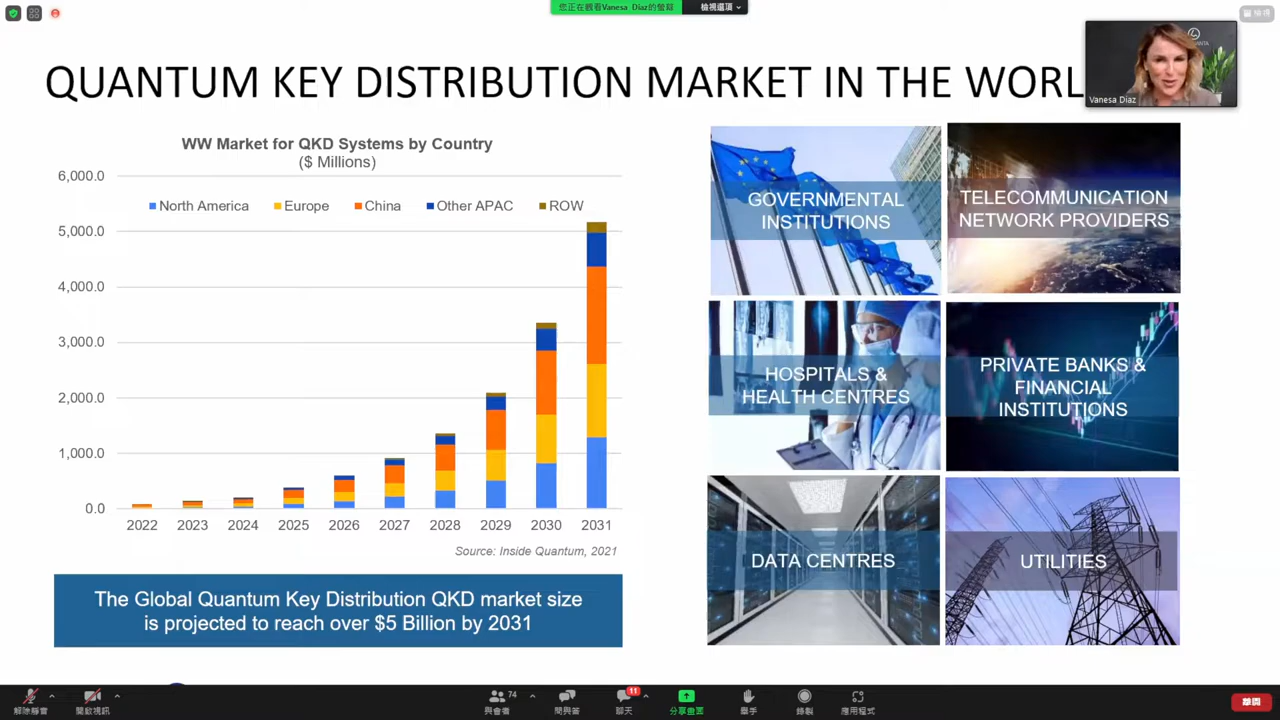 您正在觀看Vanesa Diaz的螢幕
檢視選項
檢視
QUANTUM KEY DISTRIBUTION MARKET IN THE WORL
Vanesa Diaz
WW Market for QKD Systems by Country
($ Millions)
6,000.0
5,000.0
4,000.0
3,000.0
2,000.0
1,000.0
0.0
North America Europe China Other APAC ROW
2022 2023 2024 2025 2026 2027 2028 2029 2030 2031
Source: Inside Quantum, 2021
The Global Quantum Key Distribution QKD market size
is projected to reach over $5 Billion by 2031
GOVERNMENTAL
INSTITUTIONS
TELECOMMUNICATION
NETWORK PROVIDERS
HOSPITALS &
HEALTH CENTRES
PRIVATE BANKS &
FINANCIAL
INSTITUTIONS
DATA CENTRES
UTILITIES
74
11
解除靜音
開啟視訊
與會者
問與答
聊天
分享畫面
舉手
錄製
應用程式
離開